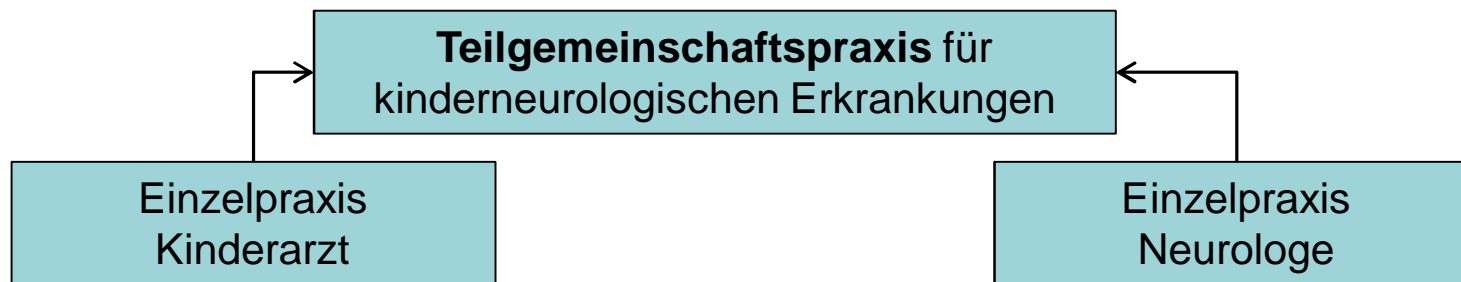 Teilgemeinschaftspraxis für
kinderneurologischen Erkrankungen
Einzelpraxis
Kinderarzt
Einzelpraxis
Neurologe